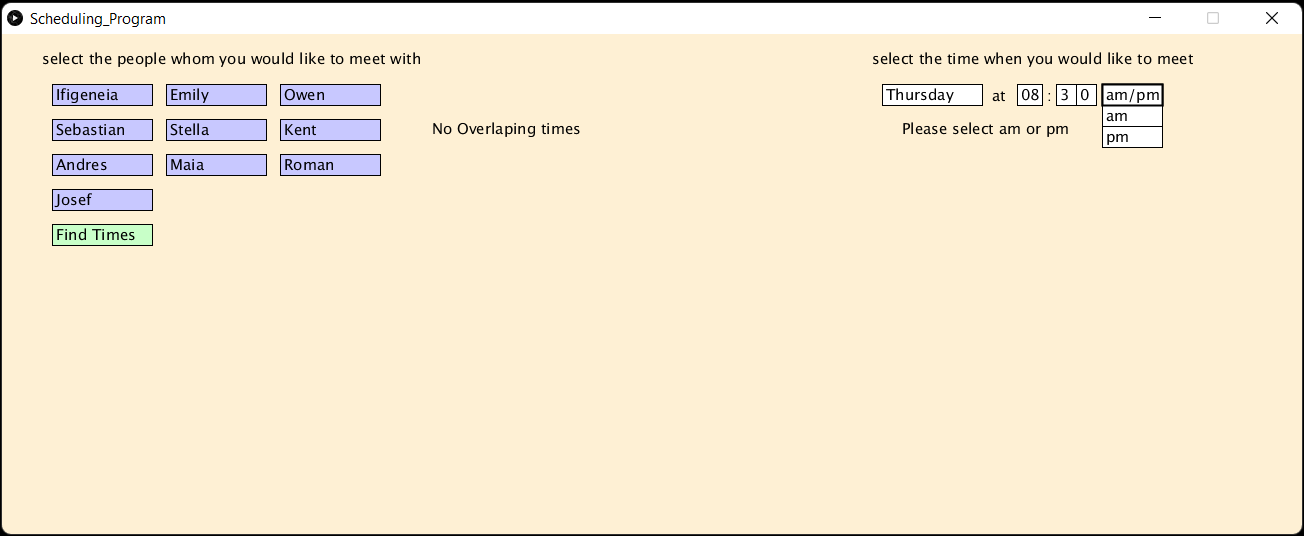 Scheduling_Program
select the people whom you would like to meet with
select the time when you would like to meet
Ifigeneia Emily Owen
Thursday at 08 : 3 0 am/pm
am
Sebastian Stella Kent
No Overlaping times
Please select am or pm
pm
Andres Maia Roman
Josef
Find Times